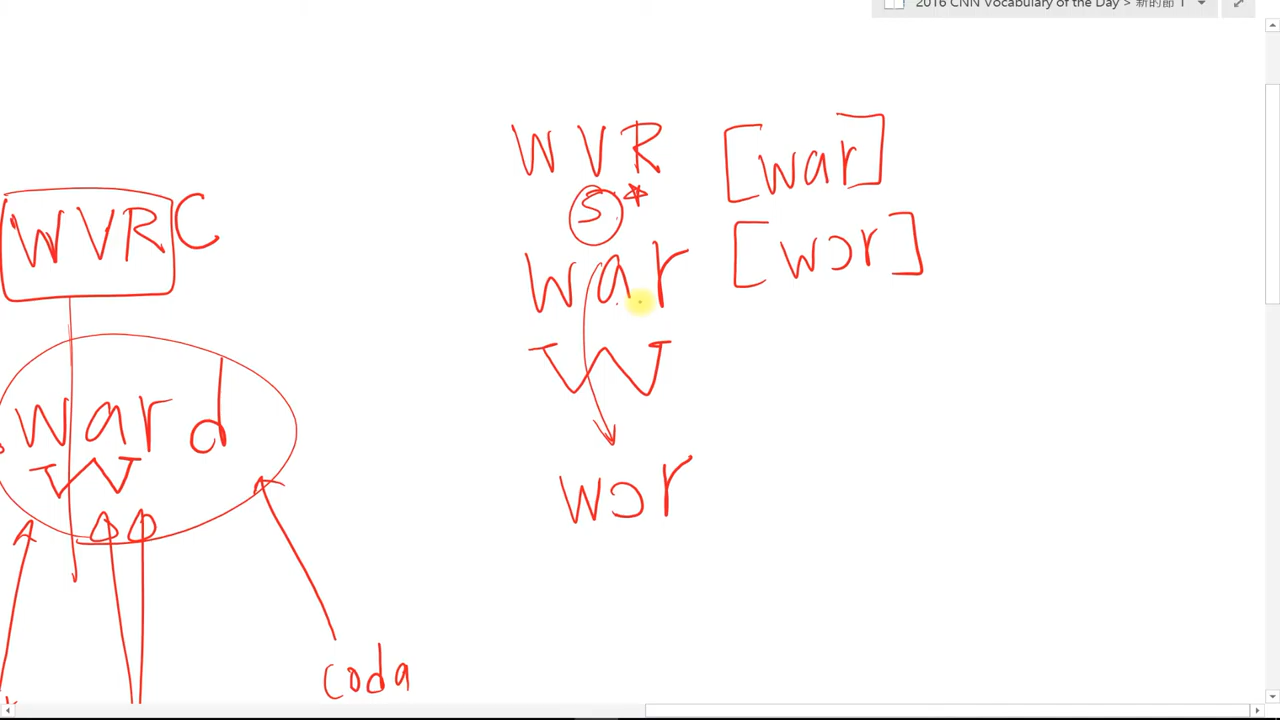 2016 CNN Vocabulary of the Day > 新的節 1
WVR [war]
S*
WVRC
war [wɔr]
W
ward
W
wɔr
coda